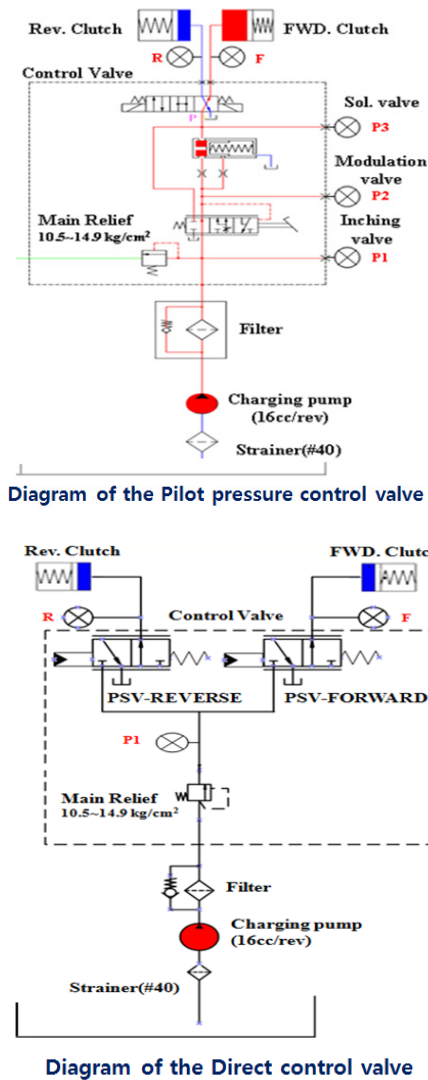 Rev. Clutch
FWD. Clutch
R
F
Control Valve
P
Sol. valve
P3
Modulation
valve
P2
Main Relief
10.5~14.9 kg/cm²
Inching
valve
P1
Filter
Charging pump
(16cc/rev)
Strainer(#40)
Diagram of the Pilot pressure control valve
Rev. Clutch
FWD. Clutc
R
Control Valve
F
PSV-REVERSE
PSV-FORWARD
P1
Main Relief
10.5~14.9 kg/cm²
Filter
Charging pump
(16cc/rev)
Strainer(#40)
Diagram of the Direct control valve